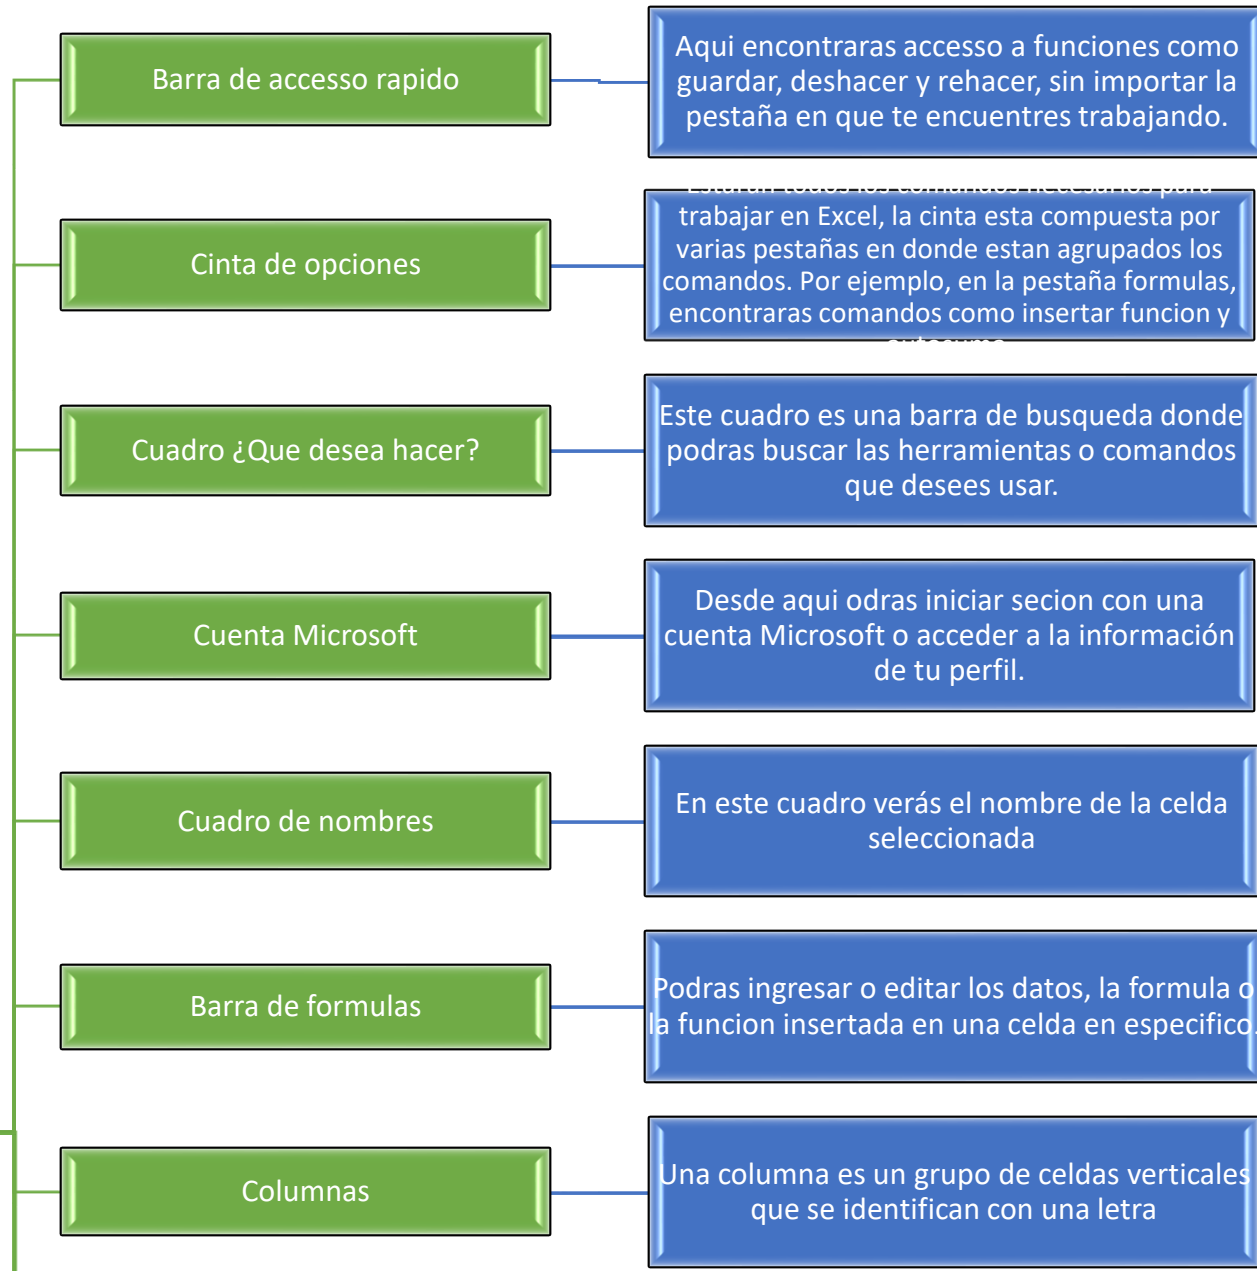 Barra de accesso rapido
Aqui encontraras accesso a funciones como
guardar, deshacer y rehacer, sin importar la
pestaña en que te encuentres trabajando.
Cinta de opciones
Estaran todos los comandos necesarios para
trabajar en Excel, la cinta esta compuesta por
varias pestañas en donde estan agrupados los
comandos. Por ejemplo, en la pestaña formulas,
encontraras comandos como insertar funcion y
autosuma
Cuadro ¿Que desea hacer?
Este cuadro es una barra de busqueda donde
podras buscar las herramientas o comandos
que desees usar.
Cuenta Microsoft
Desde aqui odras iniciar secion con una
cuenta Microsoft o acceder a la información
de tu perfil.
Cuadro de nombres
En este cuadro verás el nombre de la celda
seleccionada
Barra de formulas
Podras ingresar o editar los datos, la formula o
la funcion insertada en una celda en especifico.
Columnas
Una columna es un grupo de celdas verticales
que se identifican con una letra